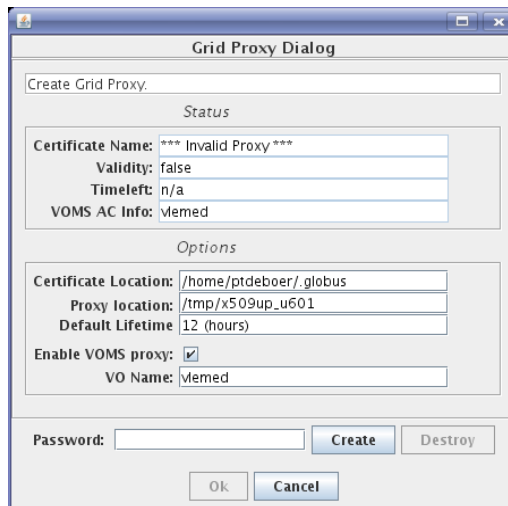 Grid Proxy Dialog
Create Grid Proxy.
Status
Certificate Name: *** Invalid Proxy ***
Validity: false
Timeleft: n/a
VOMS AC Info: vlemed
Options
Certificate Location: /home/ptdeboer/.globus
Proxy location: /tmp/x509up_u601
Default Lifetime 12 (hours)
Enable VOMS proxy:
VO Name: vlemed
Password: Create Destroy
Ok Cancel